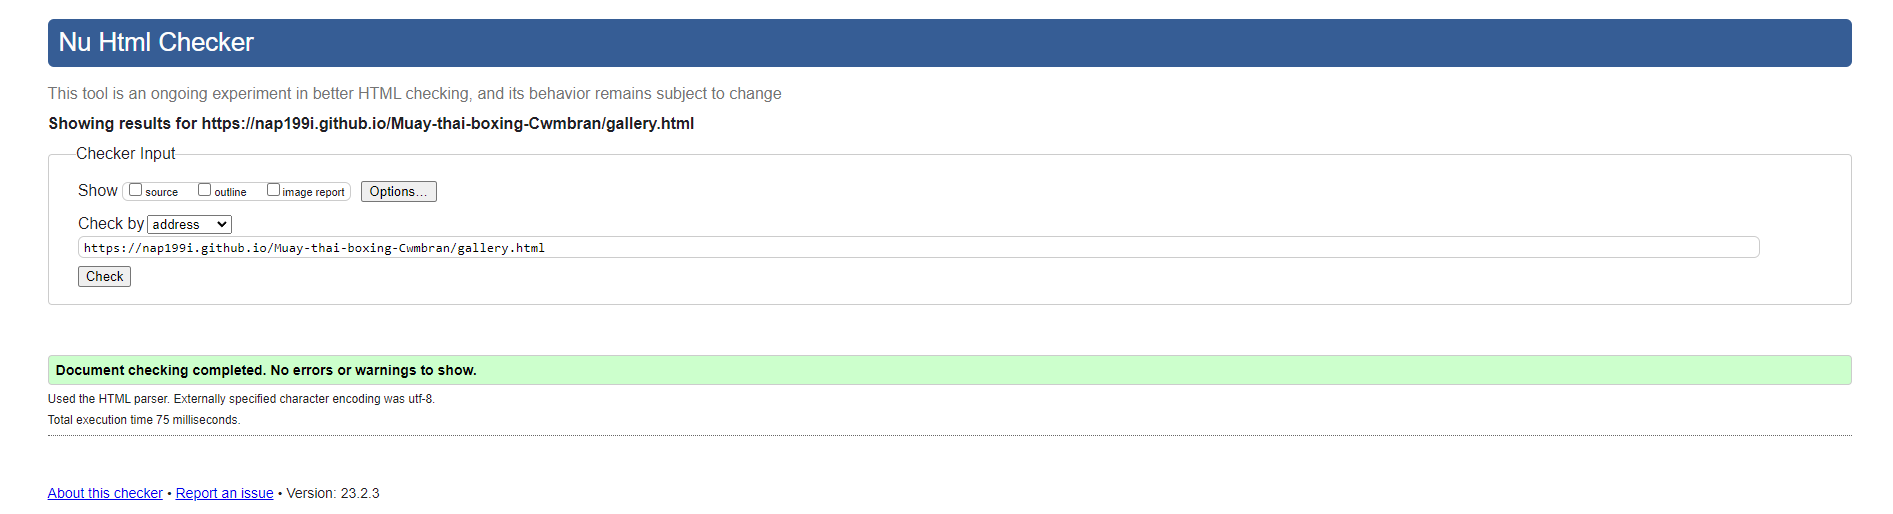 Nu Html Checker
This tool is an ongoing experiment in better HTML checking, and its behavior remains subject to change
Showing results for https://nap199i.github.io/Muay-thai-boxing-Cwmbran/gallery.html
Checker Input
Show source outline image report Options...
Check by address
https://nap199i.github.io/Muay-thai-boxing-Cwmbran/gallery.html
Check
Document checking completed. No errors or warnings to show.
Used the HTML parser. Externally specified character encoding was utf-8.
Total execution time 75 milliseconds.
About this checker • Report an issue • Version: 23.2.3